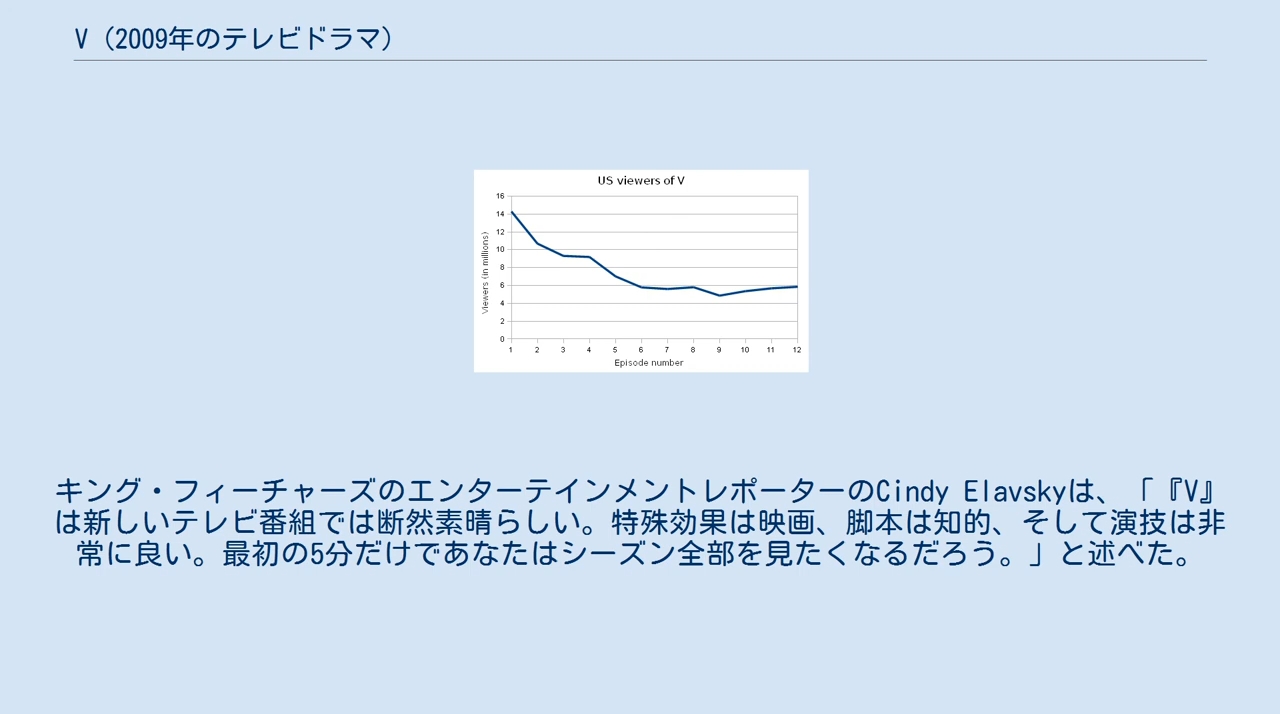 V（2009年のテレビドラマ）
US viewers of V
Viewers (in millions)
16
14
12
10
8
6
4
2
0
1 2 3 4 5 6 7 8 9 10 11 12
Episode number
キング・フィーチャーズのエンターテインメントレポーターのCindy Elavskyは、「『V』
は新しいテレビ番組では断然素晴らしい。特殊効果は映画、脚本は知的、そして演技は非
常に良い。最初の5分だけであなたはシーズン全部を見たくなるだろう。」と述べた。